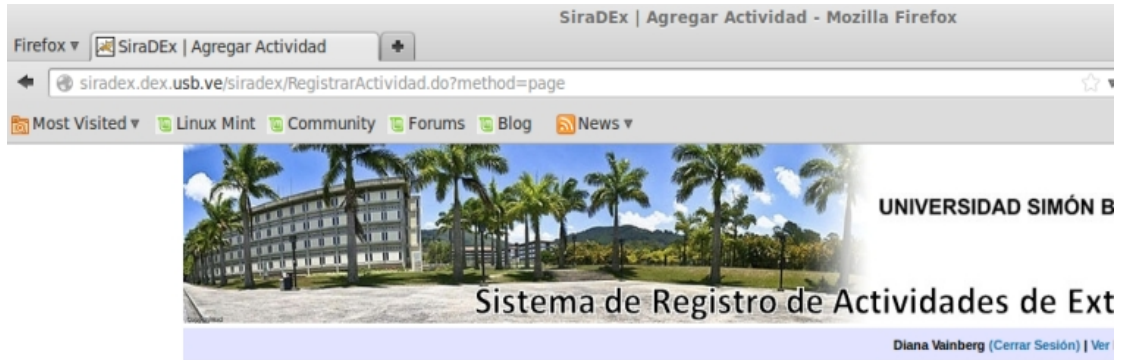 SiraDEx | Agregar Actividad - Mozilla Firefox
Firefox ▾ SiraDEx | Agregar Actividad
siradex.dex.usb.ve/siradex/RegistrarActividad.do?method=page
Most Visited ▾ Linux Mint Community Forums Blog News ▾
UNIVERSIDAD SIMÓN B
Sistema de Registro de Actividades de Ext
Diana Vainberg (Cerrar Sesión) | Ver